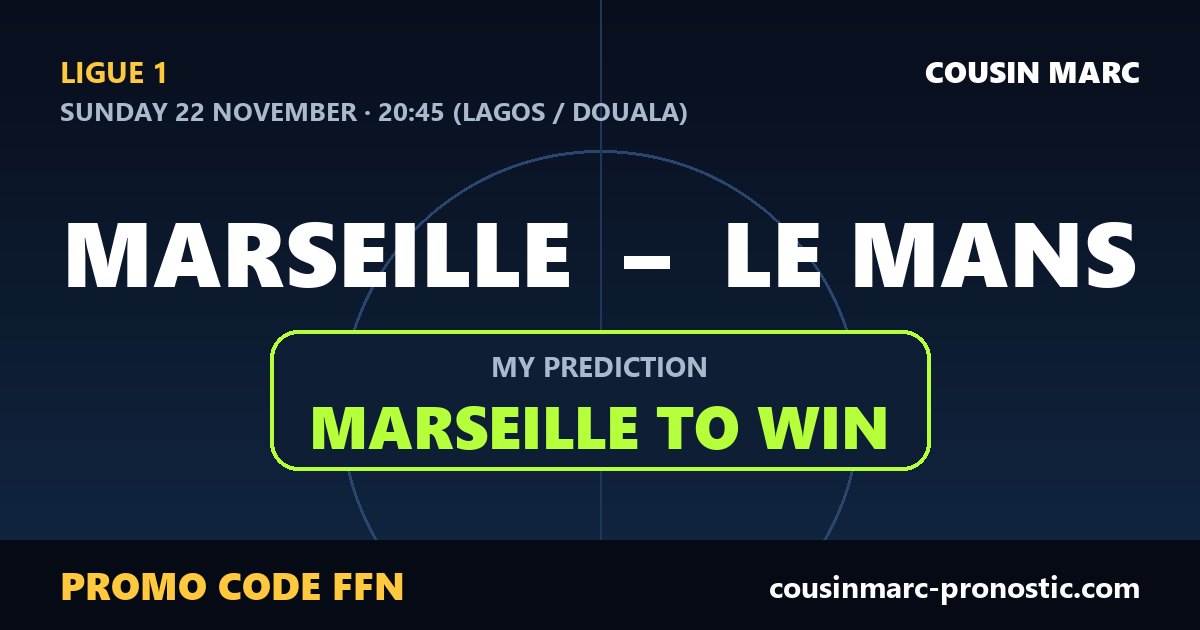 LIGUE 1
COUSIN MARC
SUNDAY 22 NOVEMBER · 20:45 (LAGOS / DOUALA)
MARSEILLE – LE MANS
MY PREDICTION
MARSEILLE TO WIN
PROMO CODE FFN
cousinmarc-pronostic.com